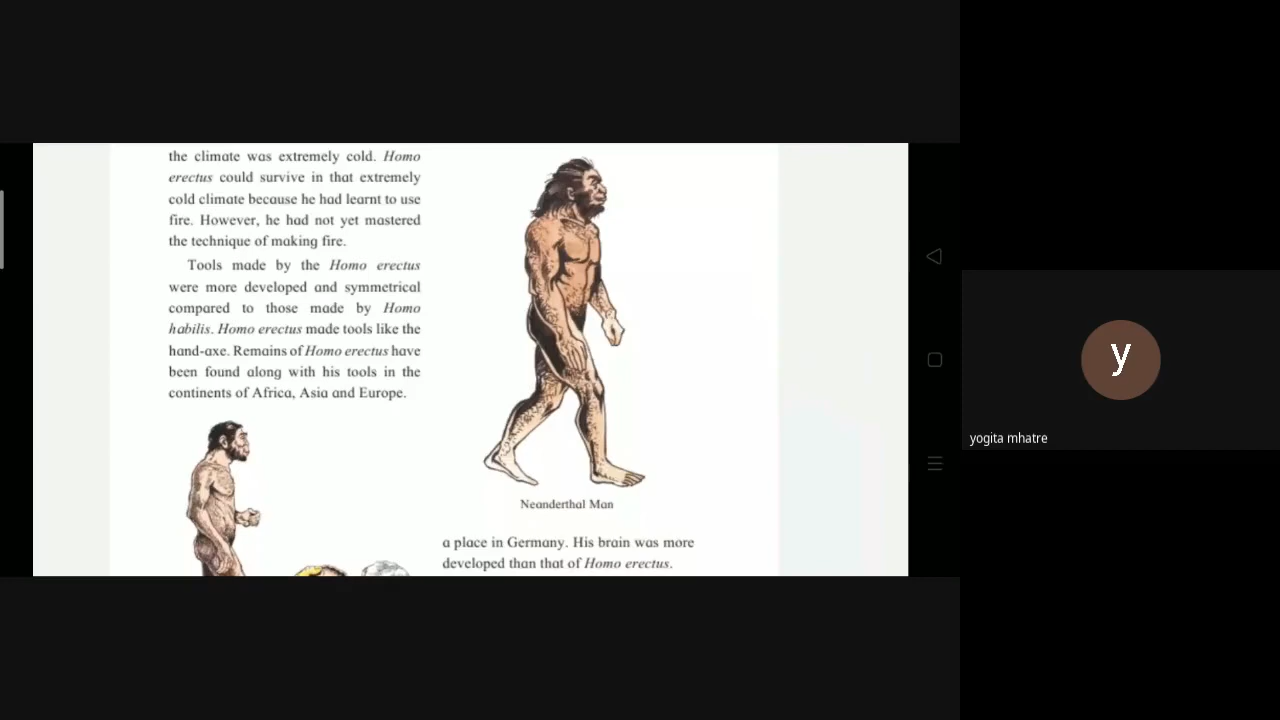 the climate was extremely cold. Homo
erectus could survive in that extremely
cold climate because he had learnt to use
fire. However, he had not yet mastered
the technique of making fire.
Tools made by the Homo erectus
were more developed and symmetrical
compared to those made by Homo
habilis. Homo erectus made tools like the
hand-axe. Remains of Homo erectus have
been found along with his tools in the
continents of Africa, Asia and Europe.
Neanderthal Man
a place in Germany. His brain was more
developed than that of Homo erectus.
y
yogita mhatre